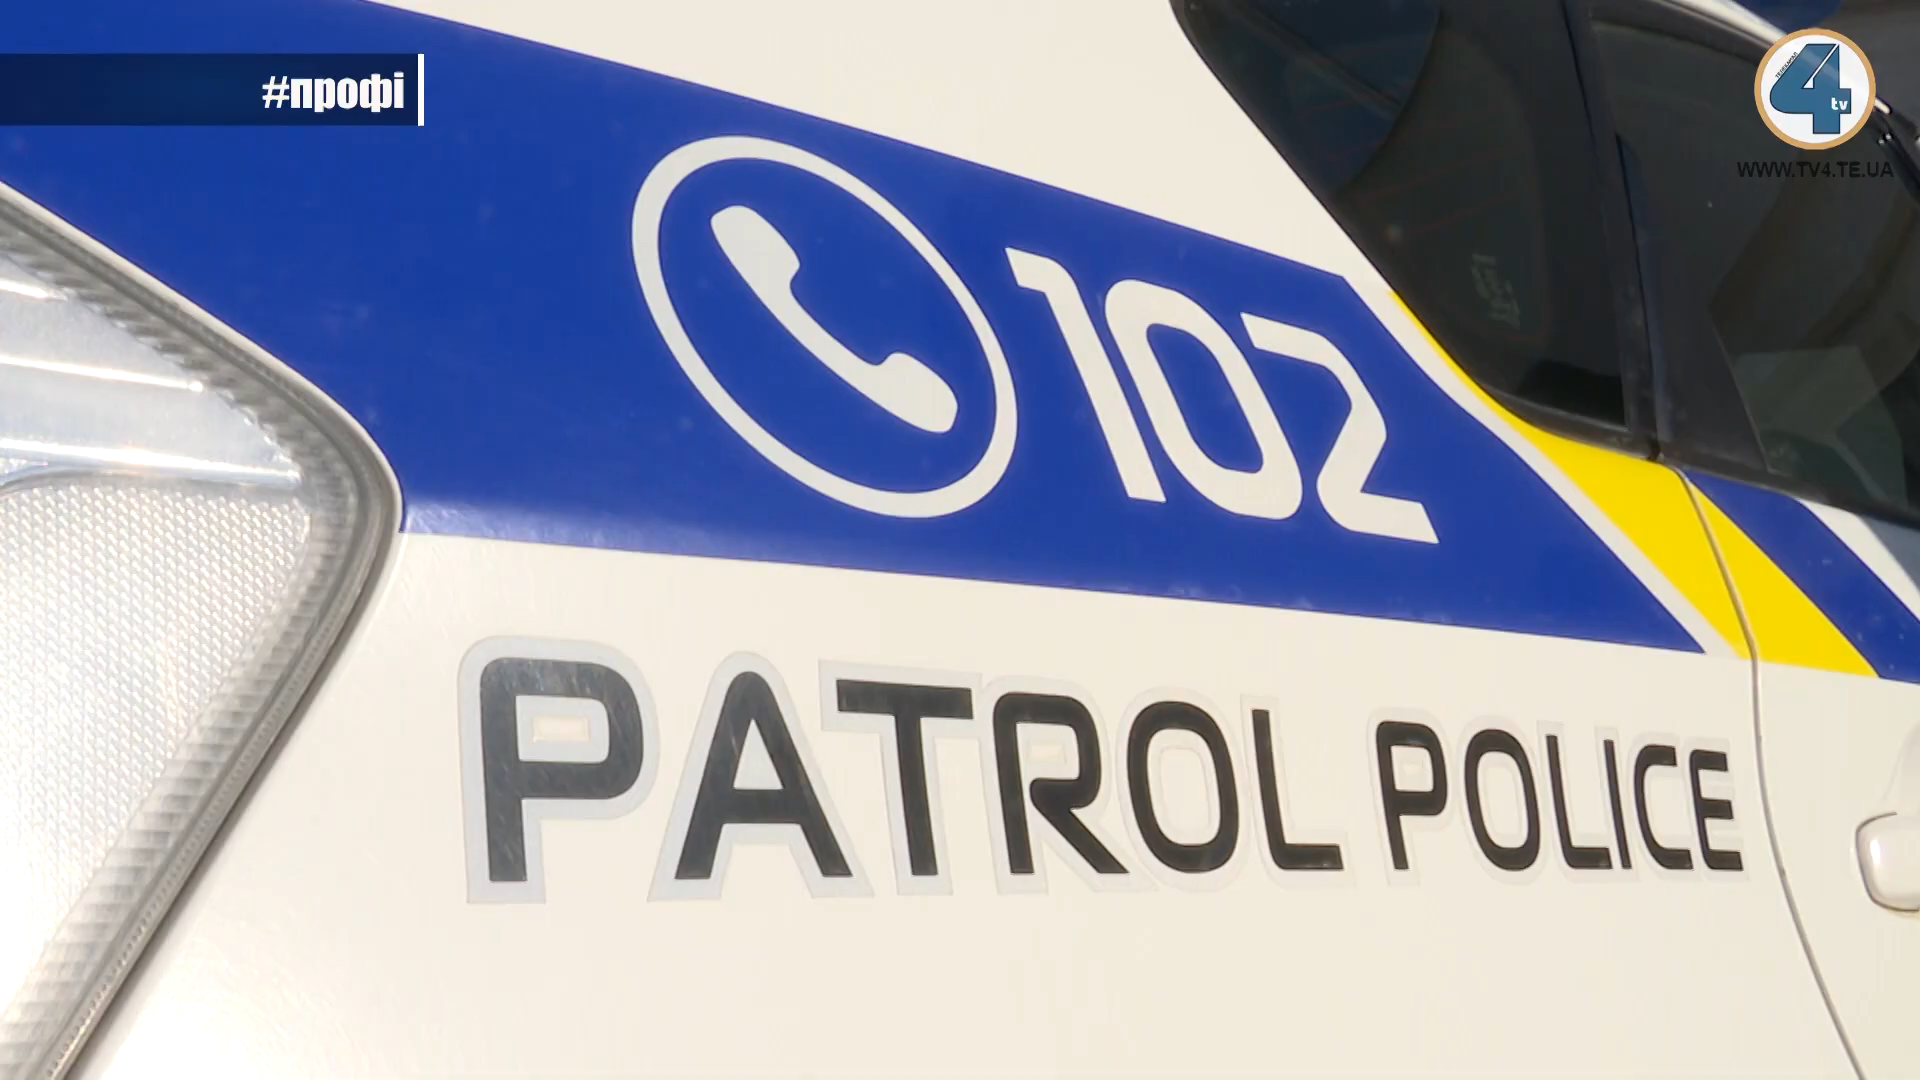 #профі
4 tv
WWW.TV4.TE.UA
102
PATROL POLICE